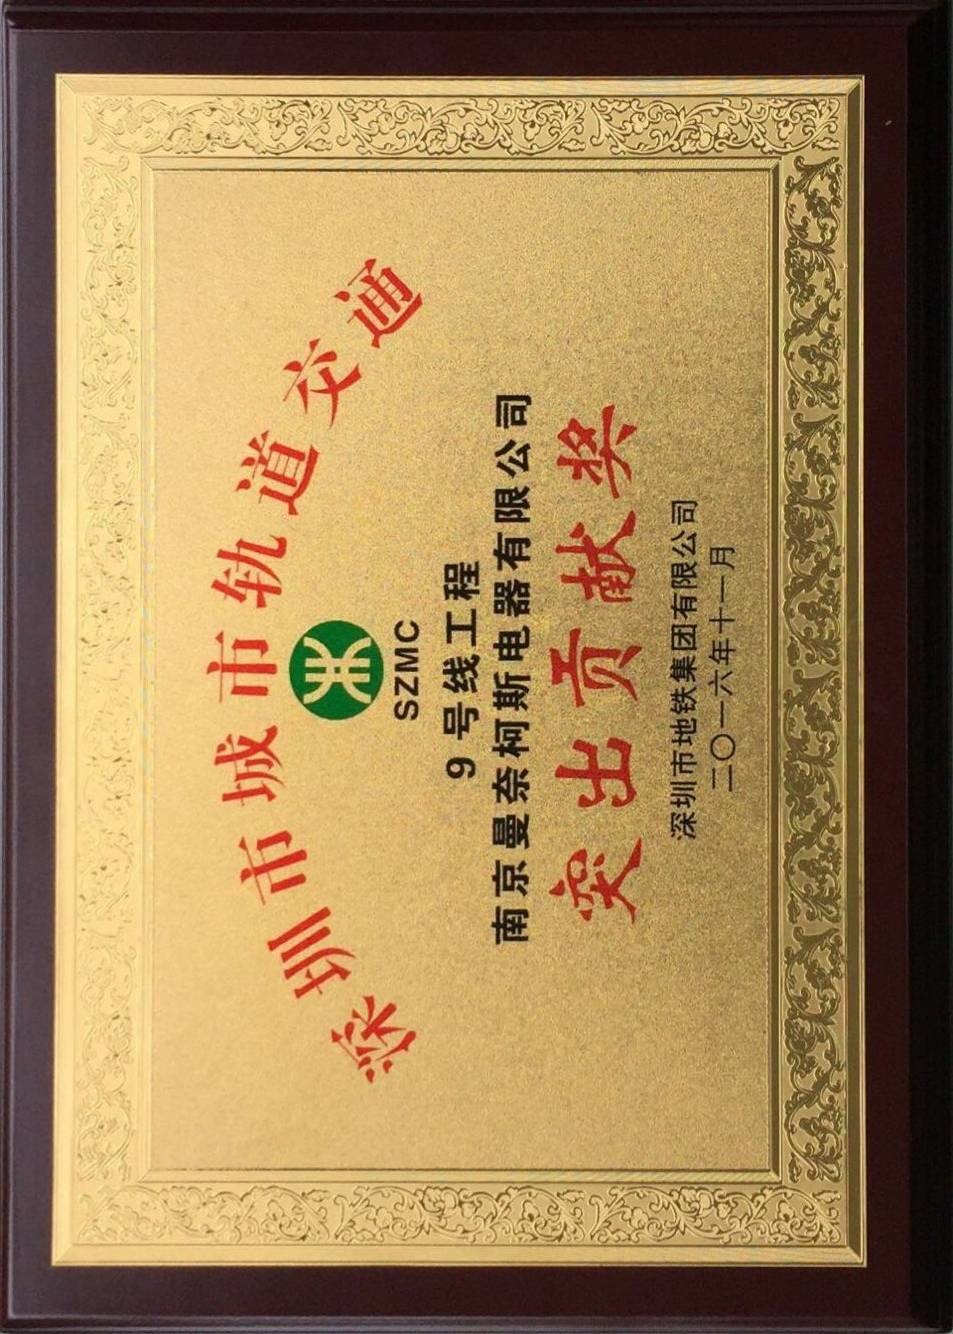 深圳市城市轨道交通
SZMC
9号线工程
南京曼奈柯斯电器有限公司
突出贡献奖
深圳市地铁集团有限公司
二〇一六年十一月